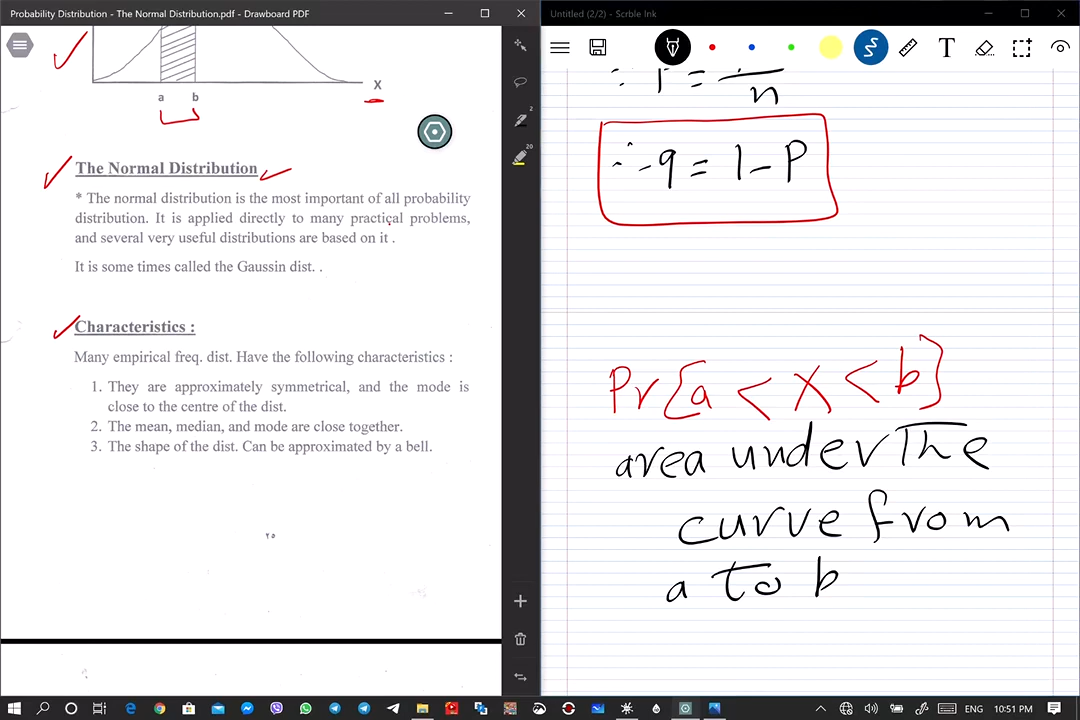 Probability Distribution - The Normal Distribution.pdf - Drawboard PDF
X
a b
The Normal Distribution
* The normal distribution is the most important of all probability
distribution. It is applied directly to many practical problems,
and several very useful distributions are based on it .
It is some times called the Gaussin dist. .
Characteristics :
Many empirical freq. dist. Have the following characteristics :
1. They are approximately symmetrical, and the mode is
close to the centre of the dist.
2. The mean, median, and mode are close together.
3. The shape of the dist. Can be approximated by a bell.
٢٥
2
20
Untitled (2/2) - Scrble Ink
T
n
∴ q = 1 - P
Pr{a < X < b}
area under The
curve from
a To b
ENG 10:51 PM